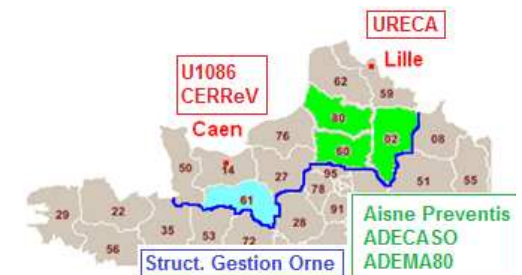 URECA
Lille
U1086
CERReV
Caen
62
59
80
02
08
76
60
50
14
27
95
78
51
55
61
91
29
22
35
53
72
28
56
Struct. Gestion Orne
Aisne Preventis
ADECASO
ADEMA80